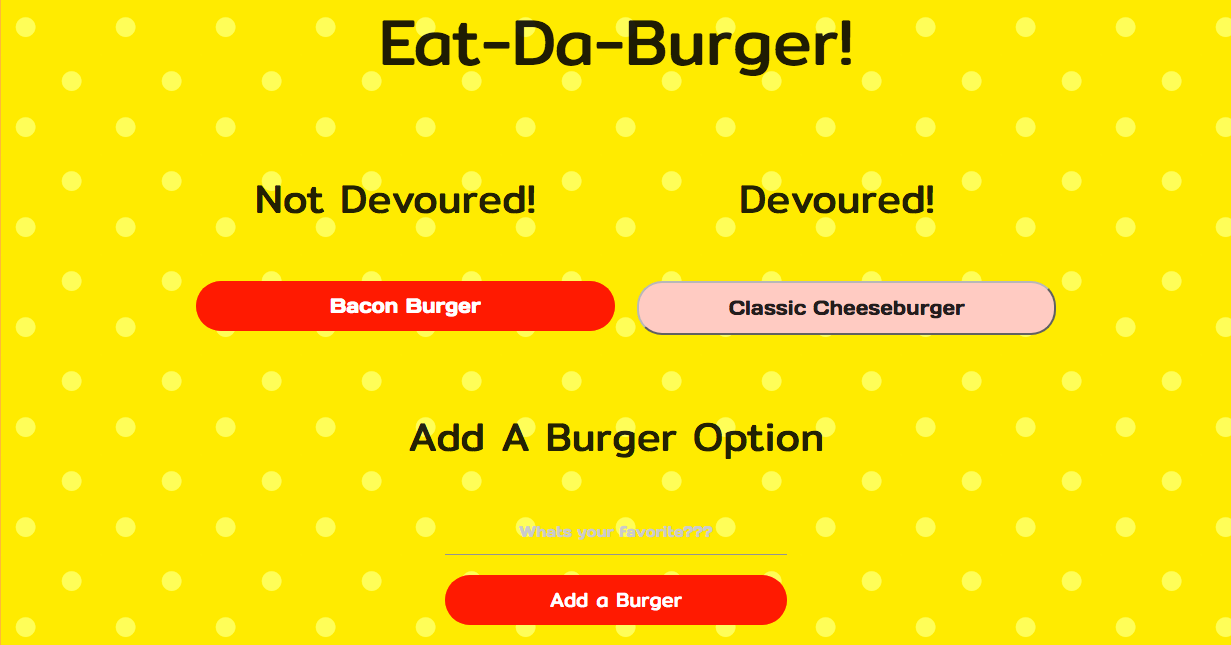 Eat-Da-Burger!
Not Devoured!
Devoured!
Bacon Burger
Classic Cheeseburger
Add A Burger Option
Whats your favorite???
Add a Burger